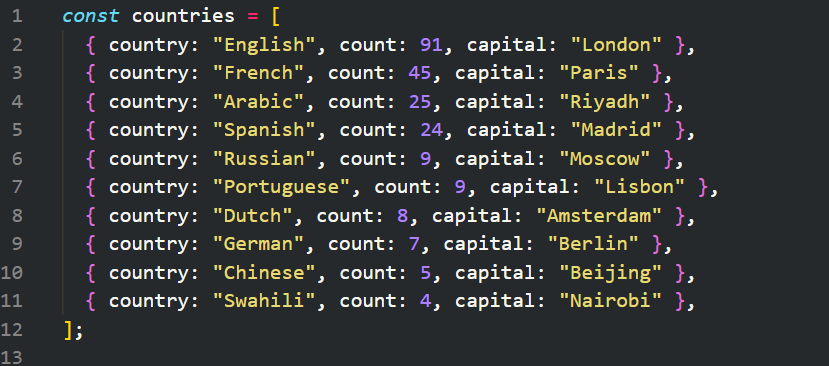 1 const countries = [
2 { country: "English", count: 91, capital: "London" },
3 { country: "French", count: 45, capital: "Paris" },
4 { country: "Arabic", count: 25, capital: "Riyadh" },
5 { country: "Spanish", count: 24, capital: "Madrid" },
6 { country: "Russian", count: 9, capital: "Moscow" },
7 { country: "Portuguese", count: 9, capital: "Lisbon" },
8 { country: "Dutch", count: 8, capital: "Amsterdam" },
9 { country: "German", count: 7, capital: "Berlin" },
10 { country: "Chinese", count: 5, capital: "Beijing" },
11 { country: "Swahili", count: 4, capital: "Nairobi" },
12 ];
13